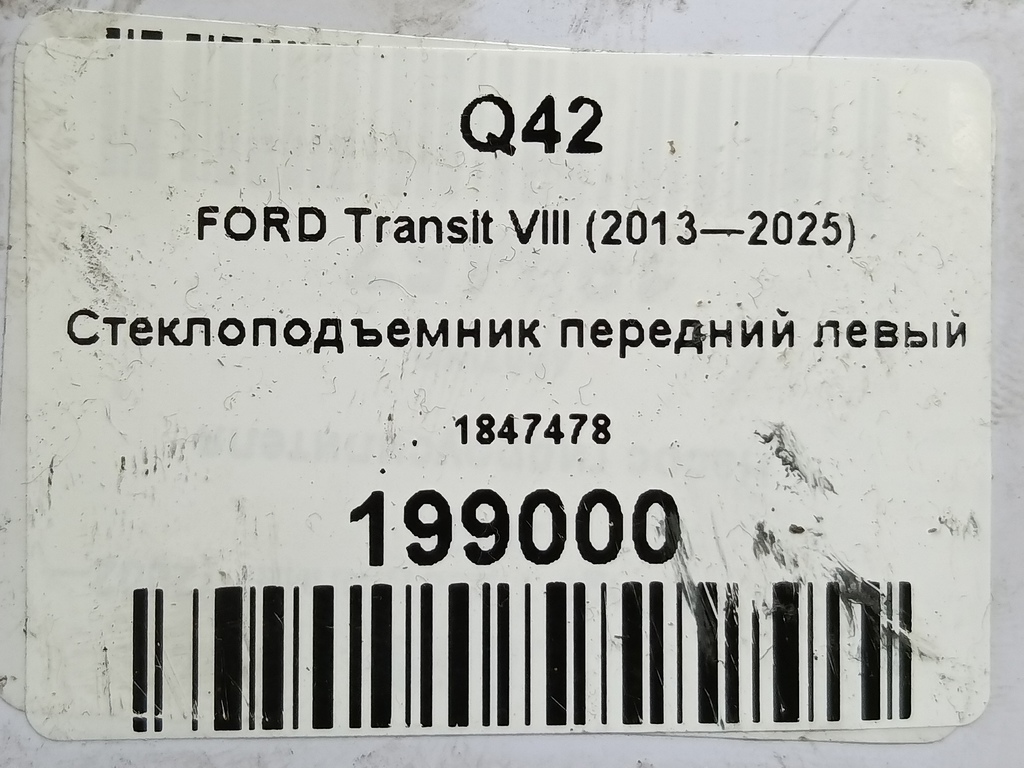 Q42
FORD Transit VIII (2013—2025)
Стеклоподъемник передний левый
1847478
199000